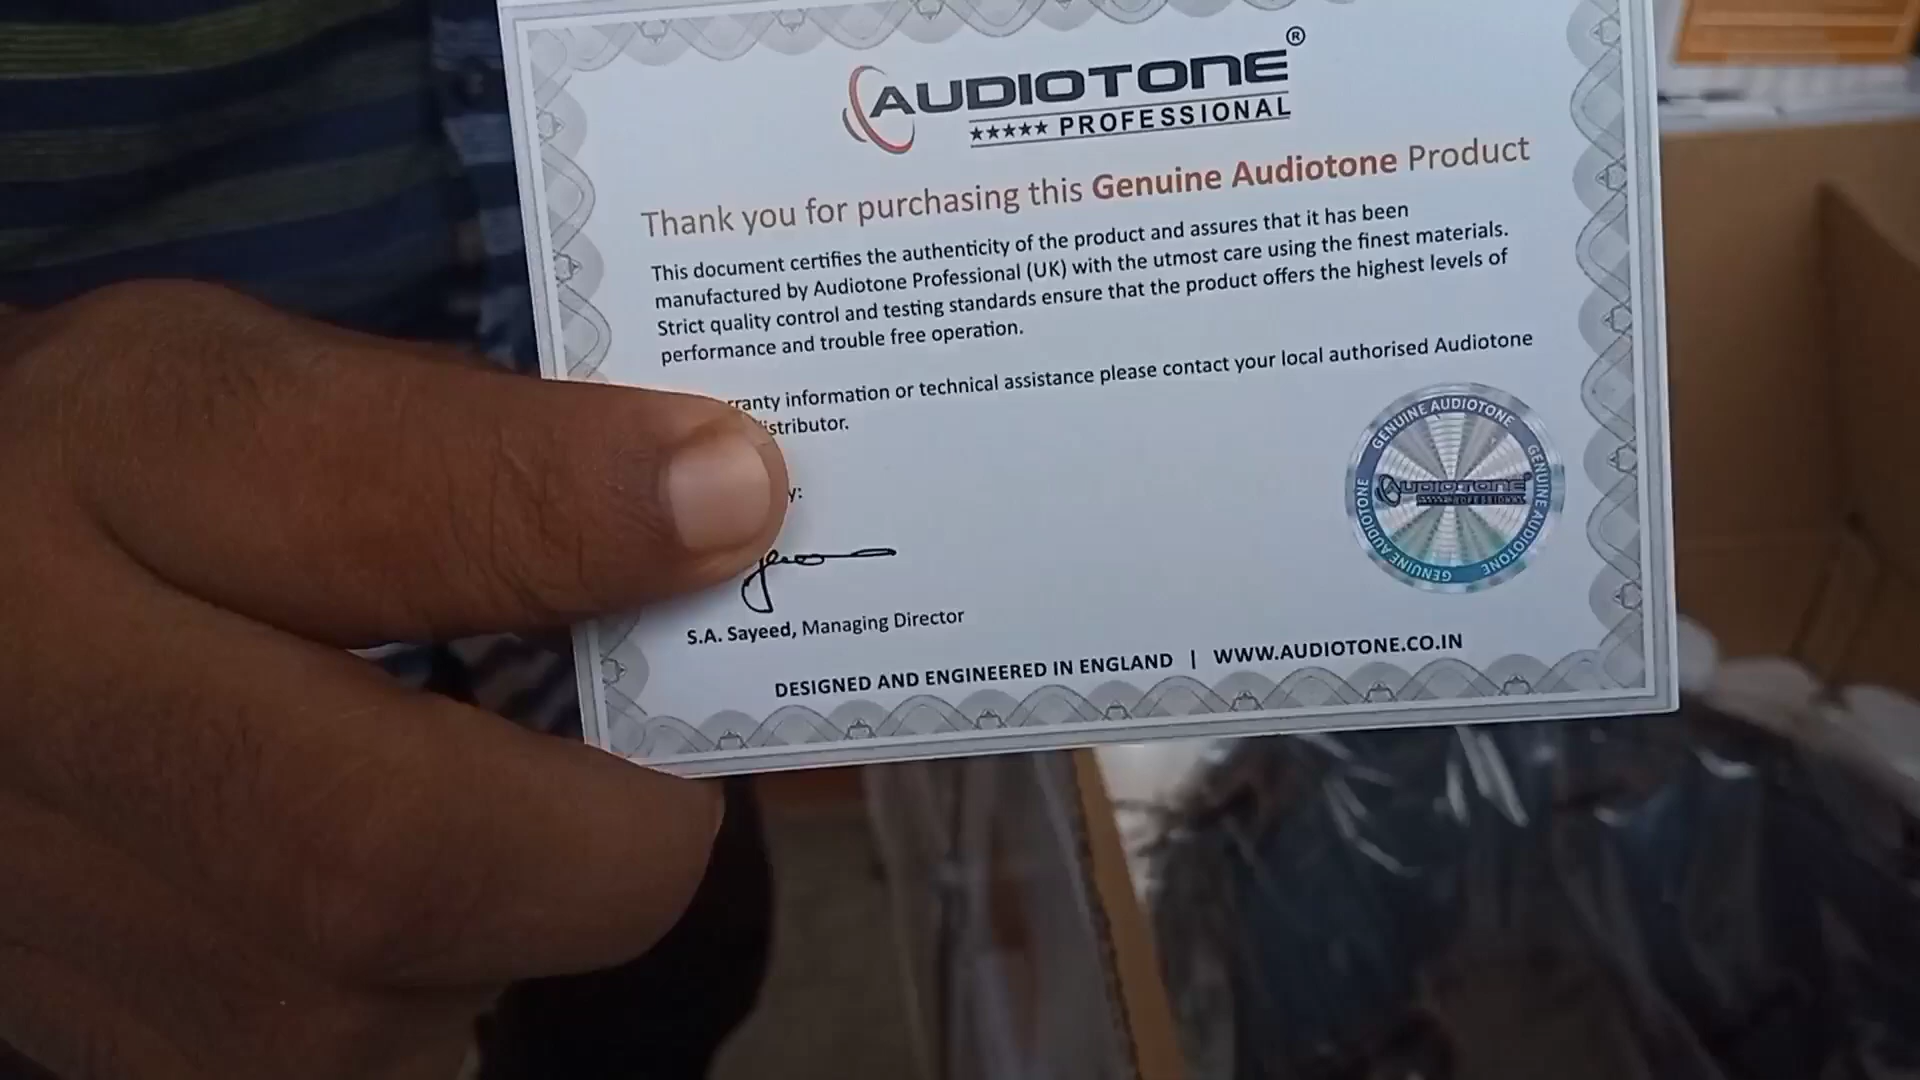 AUDIOTONE®
★★★★★ PROFESSIONAL
Thank you for purchasing this Genuine Audiotone Product
This document certifies the authenticity of the product and assures that it has been
manufactured by Audiotone Professional (UK) with the utmost care using the finest materials.
Strict quality control and testing standards ensure that the product offers the highest levels of
performance and trouble free operation.
information or technical assistance please contact your local authorised Audiotone
S.A. Sayeed, Managing Director
DESIGNED AND ENGINEERED IN ENGLAND | WWW.AUDIOTONE.CO.IN
GENUINE AUDIOTONE GENUINE AUDIOTONE GENUINE AUDIOTONE
AUDIOTONE
PROFESSIONAL